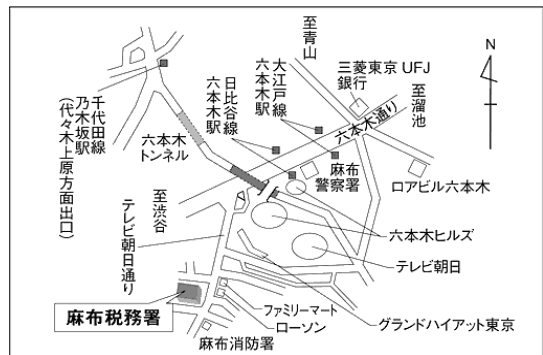 至青山
N
三菱東京 UFJ
銀行
大江戸線
六本木駅
日比谷線
六本木駅
六本木通り
至溜池
千代田線
乃木坂駅
(代々木上原方面出口)
六本木
トンネル
麻布
警察署
ロアビル六本木
至渋谷
テレビ朝日通り
六本木ヒルズ
テレビ朝日
麻布税務署
ファミリーマート
ローソン
グランドハイアット東京
麻布消防署